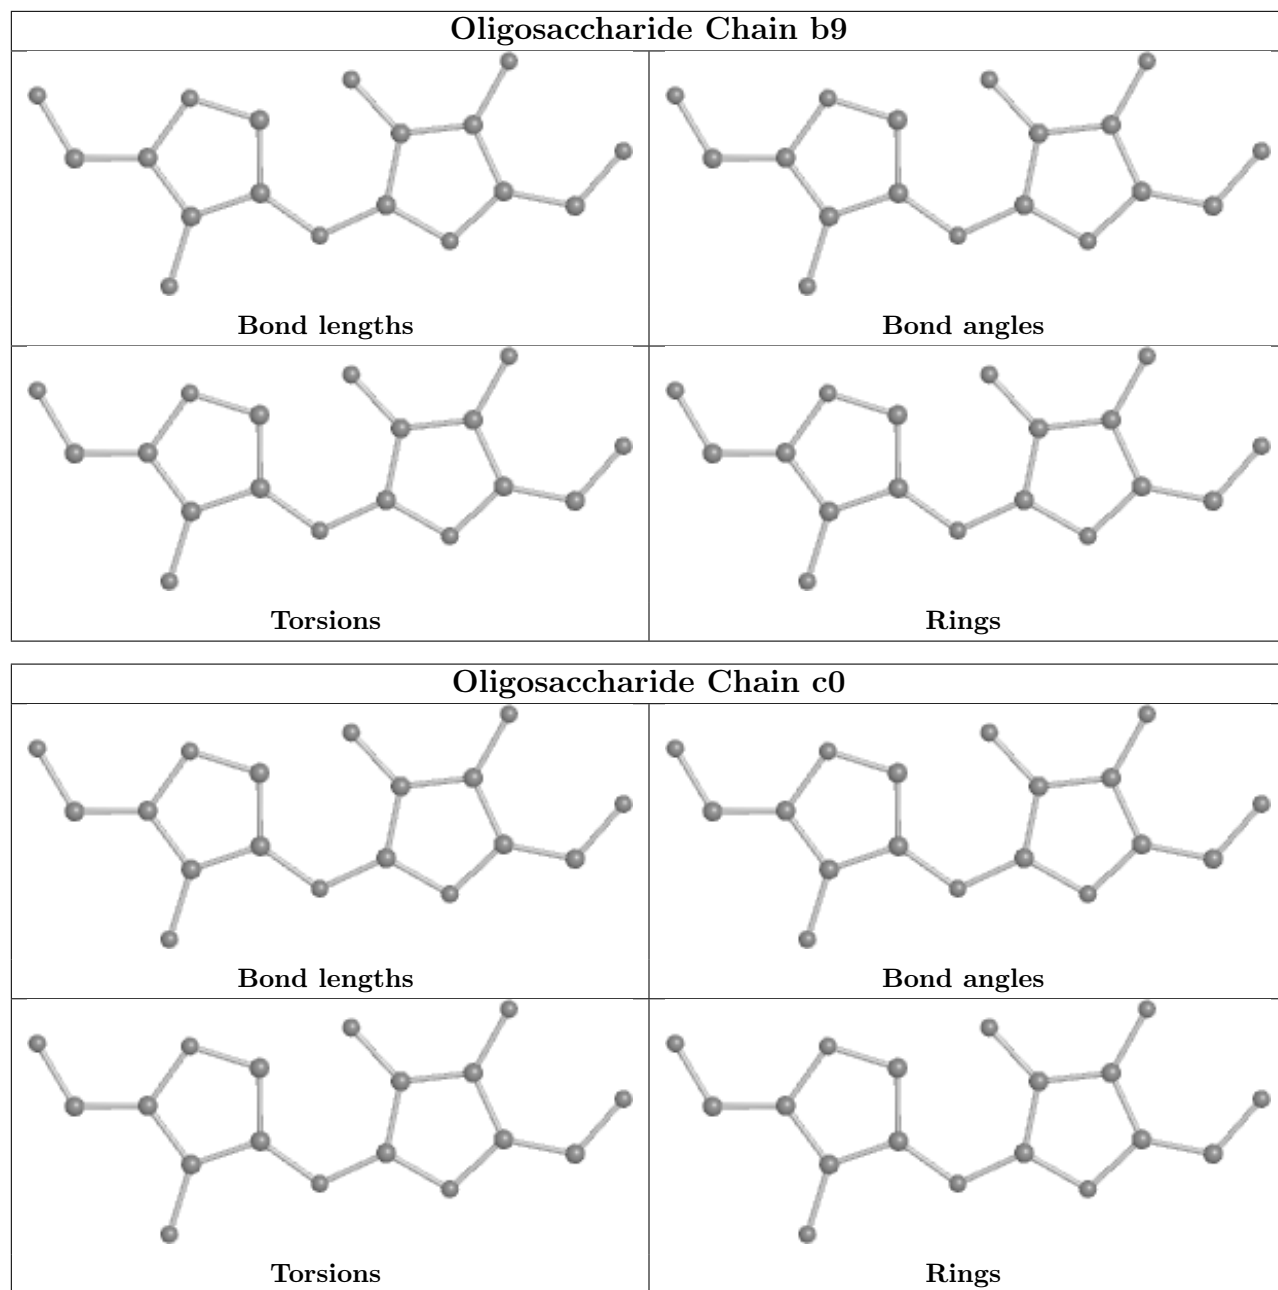 Oligosaccharide Chain b9
Bond lengths
Bond angles
Torsions
Rings
Oligosaccharide Chain c0
Bond lengths
Bond angles
Torsions
Rings